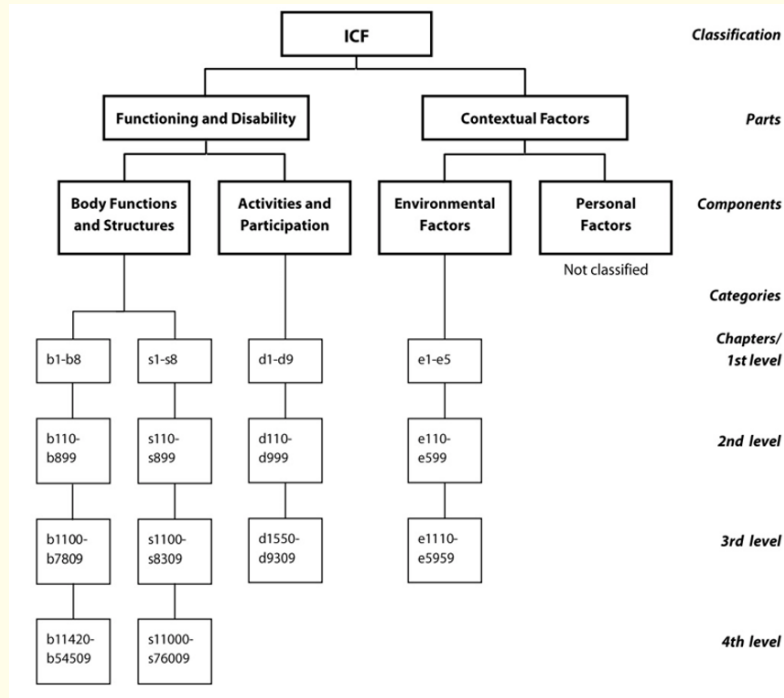 ICF
Classification
Functioning and Disability
Contextual Factors
Parts
Body Functions
and Structures
Activities and
Participation
Environmental
Factors
Personal
Factors
Components
Not classified
Categories
b1-b8
s1-s8
d1-d9
e1-e5
Chapters/
1st level
b110-
b899
s110-
s899
d110-
d999
e110-
e599
2nd level
b1100-
b7809
s1100-
s8309
d1550-
d9309
e1110-
e5959
3rd level
b11420-
b54509
s11000-
s76009
4th level